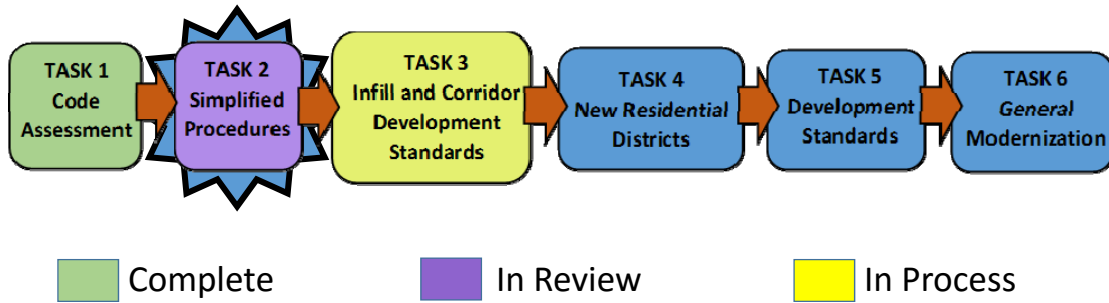 TASK 1
Code
Assessment
TASK 2
Simplified
Procedures
TASK 3
Infill and Corridor
Development
Standards
TASK 4
New Residential
Districts
TASK 5
Development
Standards
TASK 6
General
Modernization
Complete
In Review
In Process